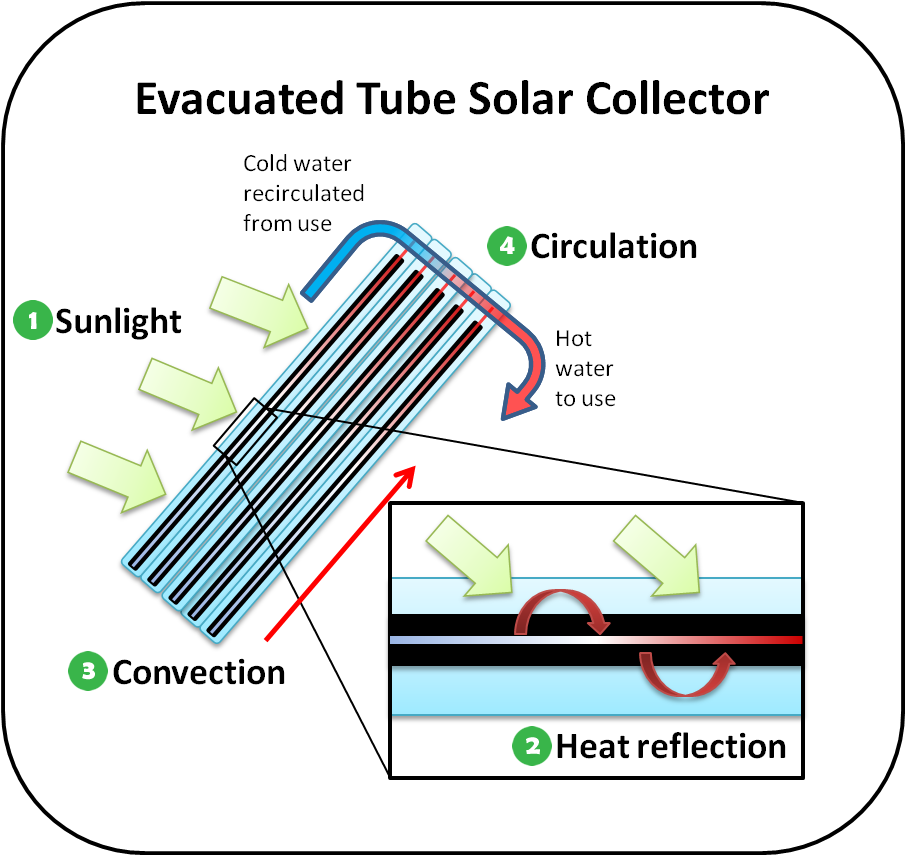 Evacuated Tube Solar Collector
Cold water
recirculated
from use
4 Circulation
1 Sunlight
Hot
water
to use
3 Convection
2 Heat reflection